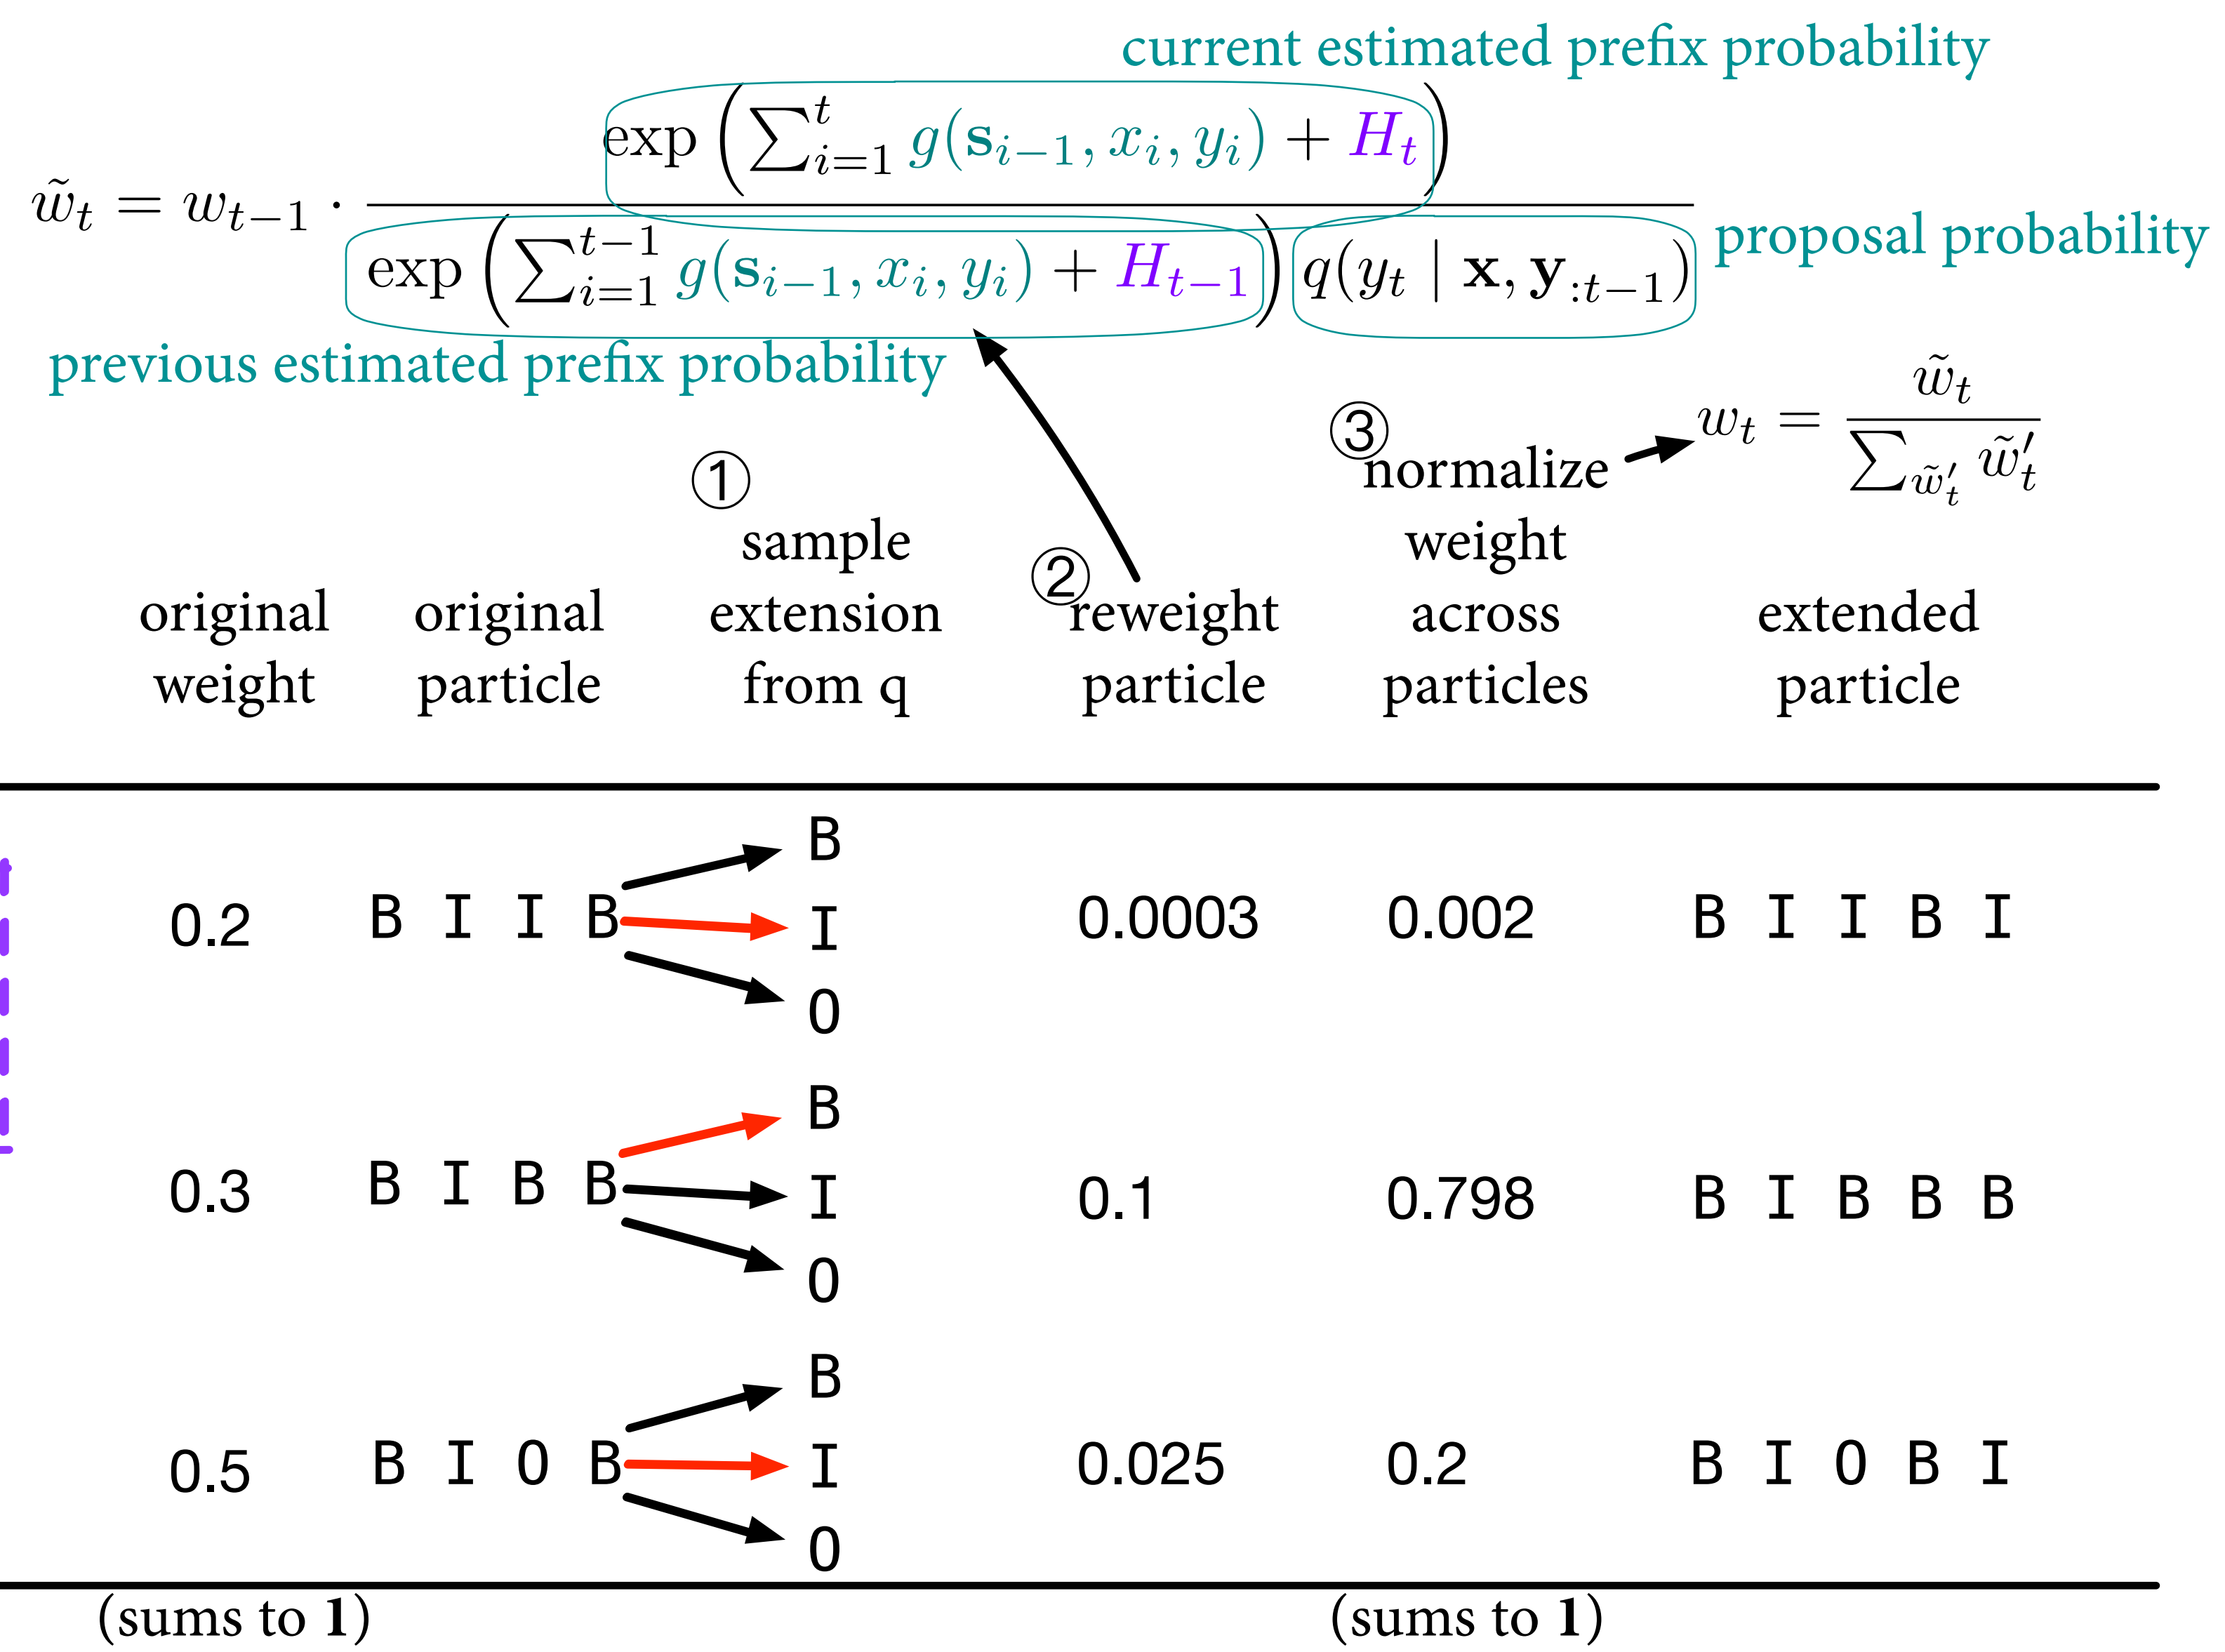 current estimated prefix probability
w̃_t = w_{t−1} · exp(∑_{i=1}^{t} g(s_{i−1}, x_i, y_i) + H_t) / exp(∑_{i=1}^{t−1} g(s_{i−1}, x_i, y_i) + H_{t−1}) q(y_t | x, y_{:t−1})
proposal probability
previous estimated prefix probability
w_t = w̃_t / ∑_{w̃′_t} w̃′_t
original
weight
original
particle
①
sample
extension
from q
②
reweight
particle
③
normalize
weight
across
particles
extended
particle
B
0.2 B I I B I 0.0003 0.002 B I I B I
O
B
0.3 B I B B I 0.1 0.798 B I B B B
O
B
0.5 B I O B I 0.025 0.2 B I O B I
O
(sums to 1) (sums to 1)